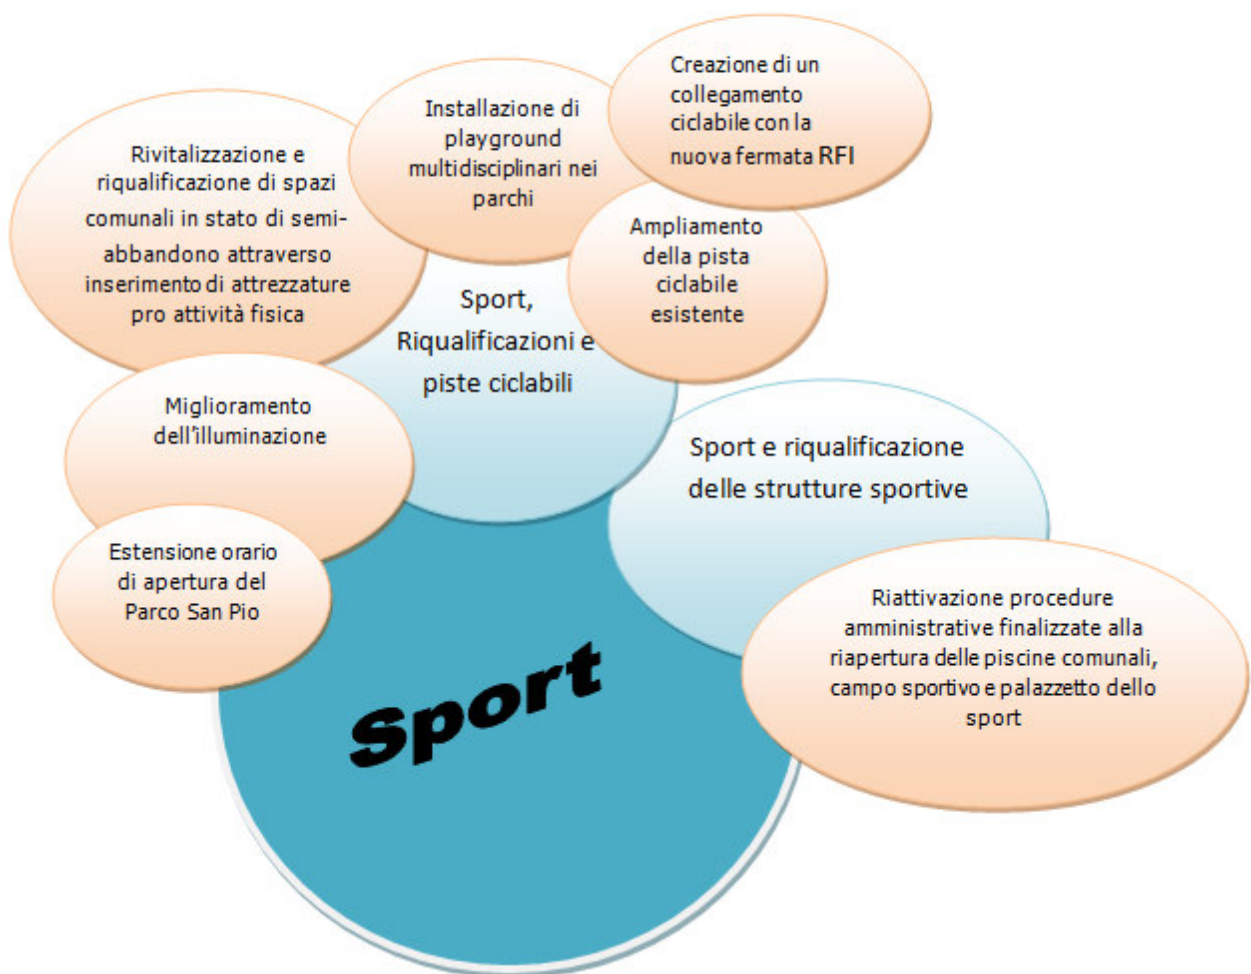 Creazione di un
collegamento
ciclabile con la
nuova fermata RFI
Installazione di
playground
multidisciplinari nei
parchi
Rivitalizzazione e
riqualificazione di spazi
comunali in stato di semi-
abbandono attraverso
inserimento di attrezzature
pro attività fisica
Ampliamento
della pista
ciclabile
esistente
Sport,
Riqualificazioni e
piste ciclabili
Miglioramento
dell'illuminazione
Sport e riqualificazione
delle strutture sportive
Estensione orario
di apertura del
Parco San Pio
Riattivazione procedure
amministrative finalizzate alla
riapertura delle piscine comunali,
campo sportivo e palazzetto dello
sport
Sport